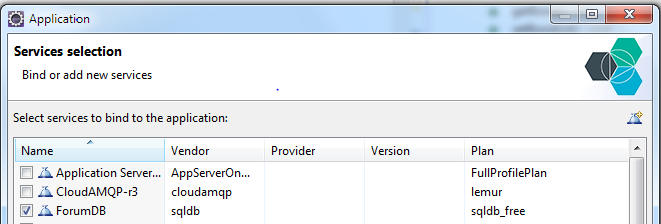 Application
Services selection
Bind or add new services
Select services to bind to the application:
Name Vendor Provider Version Plan
Application Server... AppServerOn... FullProfilePlan
CloudAMQP-r3 cloudamqp lemur
ForumDB sqldb sqldb_free